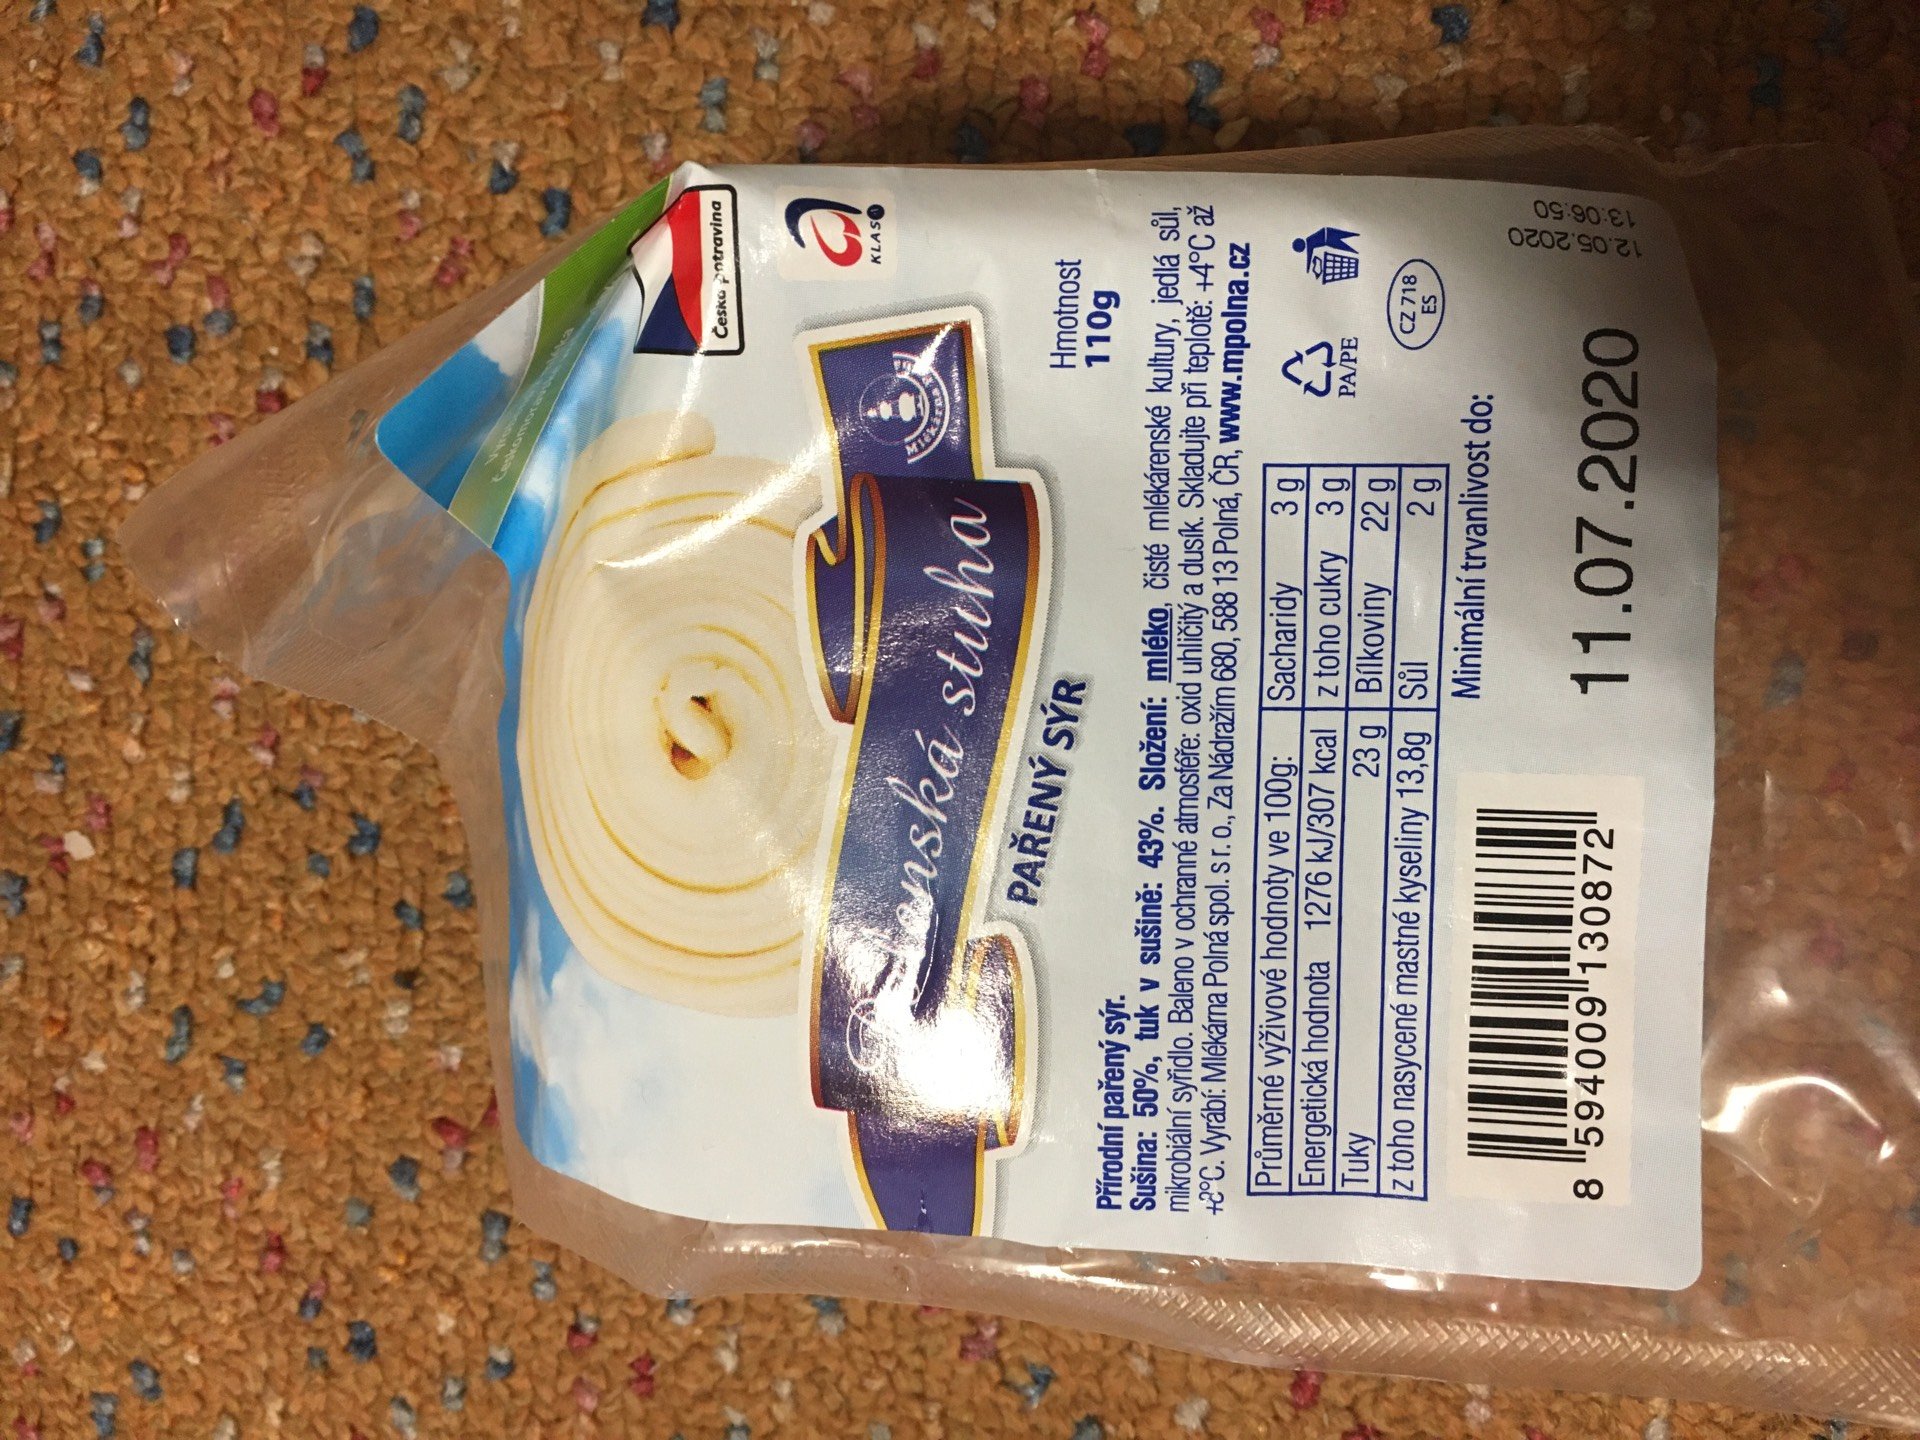 Česká potravina
KLASA
stuha
PAŘENÝ SÝR
Hmotnost
110g
Přírodní pařený sýr.
Sušina: 50%, tuk v sušině: 43%. Složení: mléko, čisté mlékárenské kultury, jedlá sůl,
mikrobiální syřidlo. Baleno v ochranné atmosféře: oxid uhličitý a dusík. Skladujte při teplotě: +4°C až
+8°C. Vyrábí: Mlékárna Polná spol. s r. o., Za Nádražím 680, 588 13 Polná, ČR, www.mpolna.cz
Průměrné výživové hodnoty ve 100g: Sacharidy 3 g
Energetická hodnota 1276 kJ/307 kcal z toho cukry 3 g
Tuky 23 g Bílkoviny 22 g
z toho nasycené mastné kyseliny 13,8g Sůl 2 g
PA/PE
CZ 718
ES
Minimální trvanlivost do:
11.07.2020
12.05.2020
13:06:50
8 594009 130872